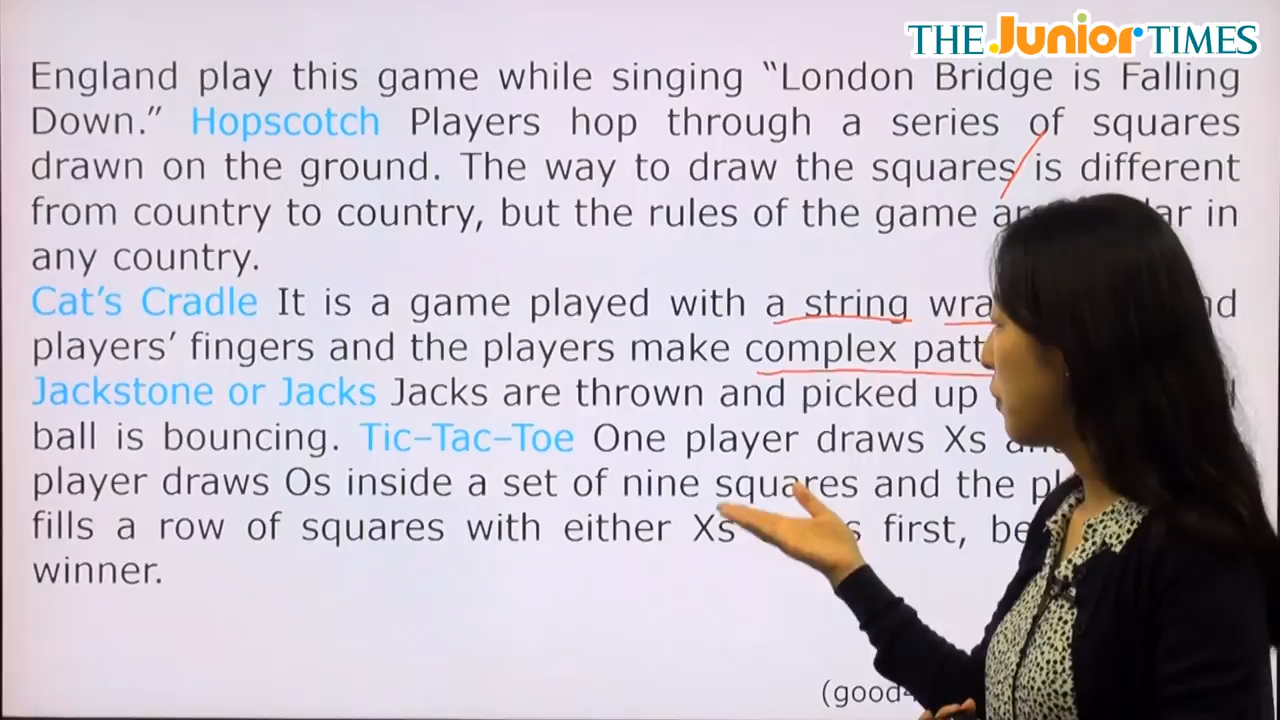 THE Junior TIMES
England play this game while singing “London Bridge is Falling
Down.” Hopscotch Players hop through a series of squares
drawn on the ground. The way to draw the squares is different
from country to country, but the rules of the game in
any country.
Cat’s Cradle It is a game played with a string
players’ fingers and the players make complex
Jackstone or Jacks Jacks are thrown and picked up
ball is bouncing. Tic–Tac–Toe One player draws Xs
player draws Os inside a set of nine squares and the
fills a row of squares with either Xs first,
winner.
(good